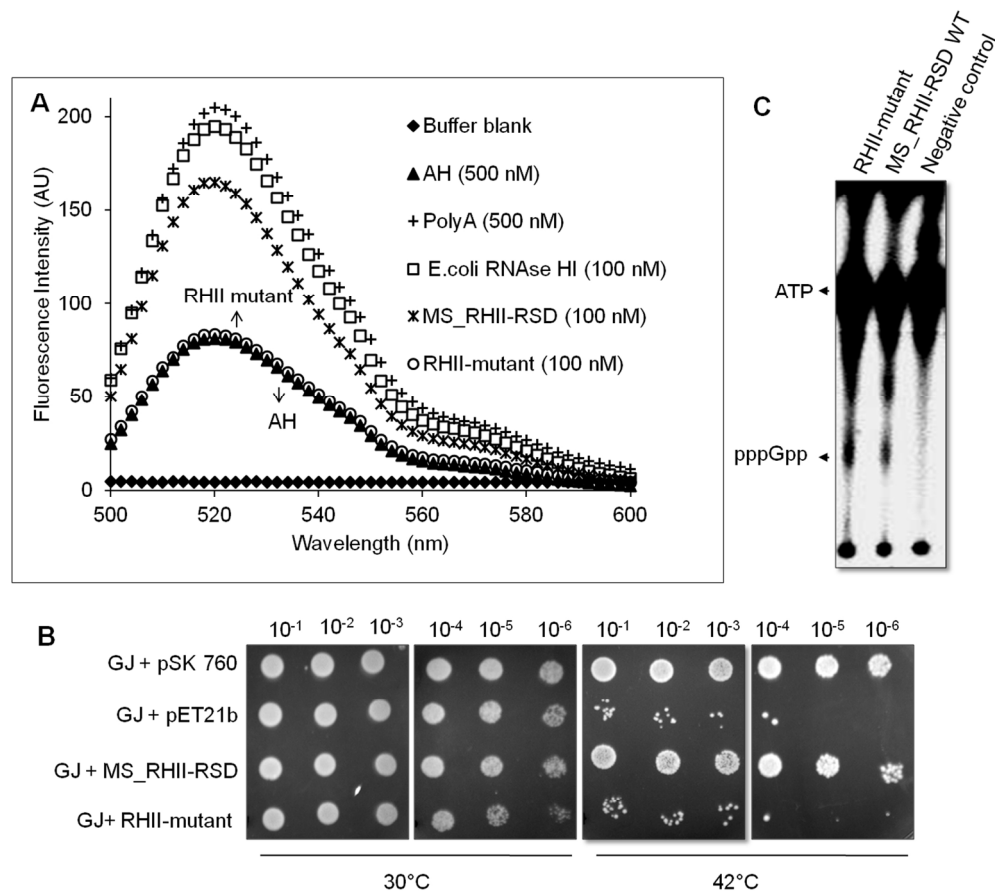 A
200
150
100
50
0
500
520
540
560
580
600
Fluorescence Intensity (AU)
Wavelength (nm)
RHII mutant
AH
Buffer blank
AH (500 nM)
PolyA (500 nM)
E.coli RNAse HI (100 nM)
MS_RHII-RSD (100 nM)
RHII-mutant (100 nM)
C
RHII-mutant
MS_RHII-RSD WT
Negative control
ATP
pppGpp
B
10-1 10-2 10-3 10-4 10-5 10-6 10-1 10-2 10-3 10-4 10-5 10-6
GJ + pSK 760
GJ + pET21b
GJ + MS_RHII-RSD
GJ+ RHII-mutant
30°C
42°C